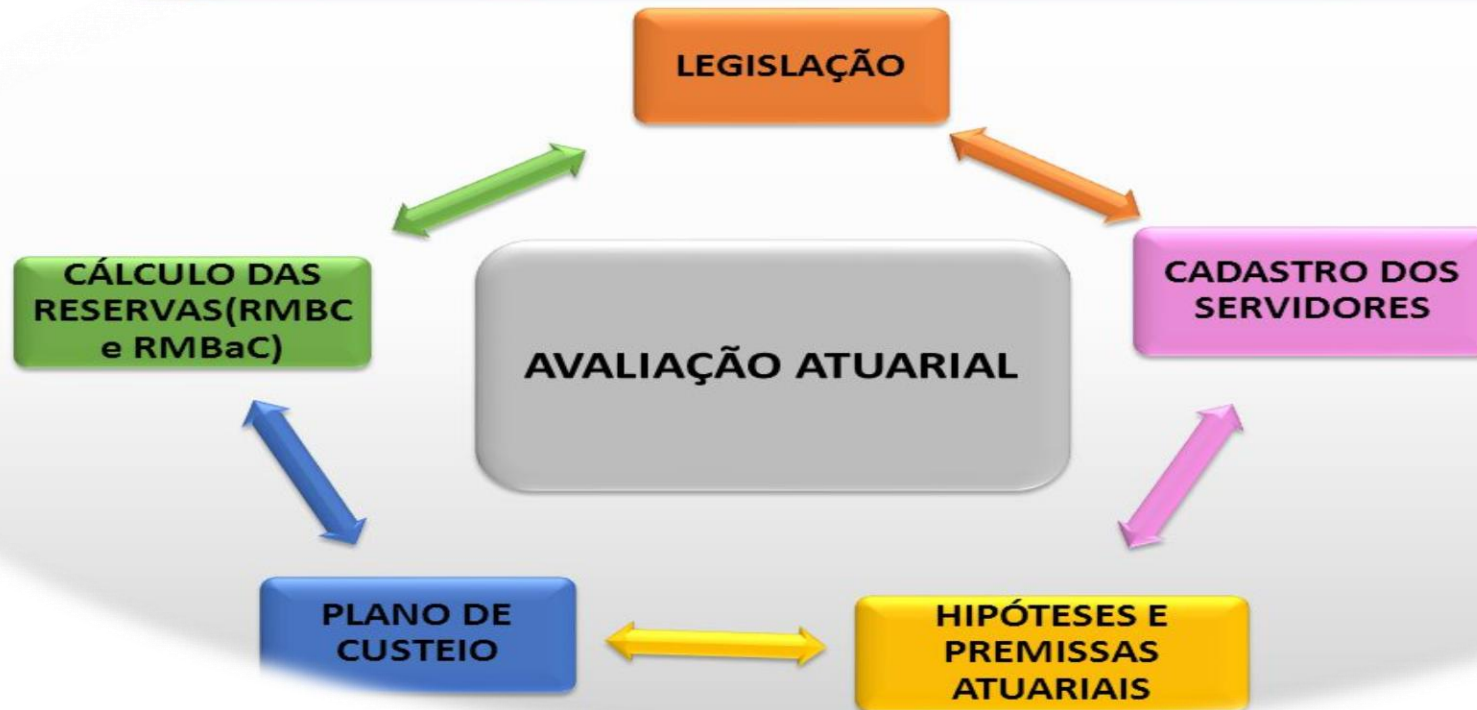 LEGISLAÇÃO
CADASTRO DOS
SERVIDORES
CÁLCULO DAS
RESERVAS(RMBC
e RMBaC)
AVALIAÇÃO ATUARIAL
PLANO DE
CUSTEIO
HIPÓTESES E
PREMISSAS
ATUARIAIS